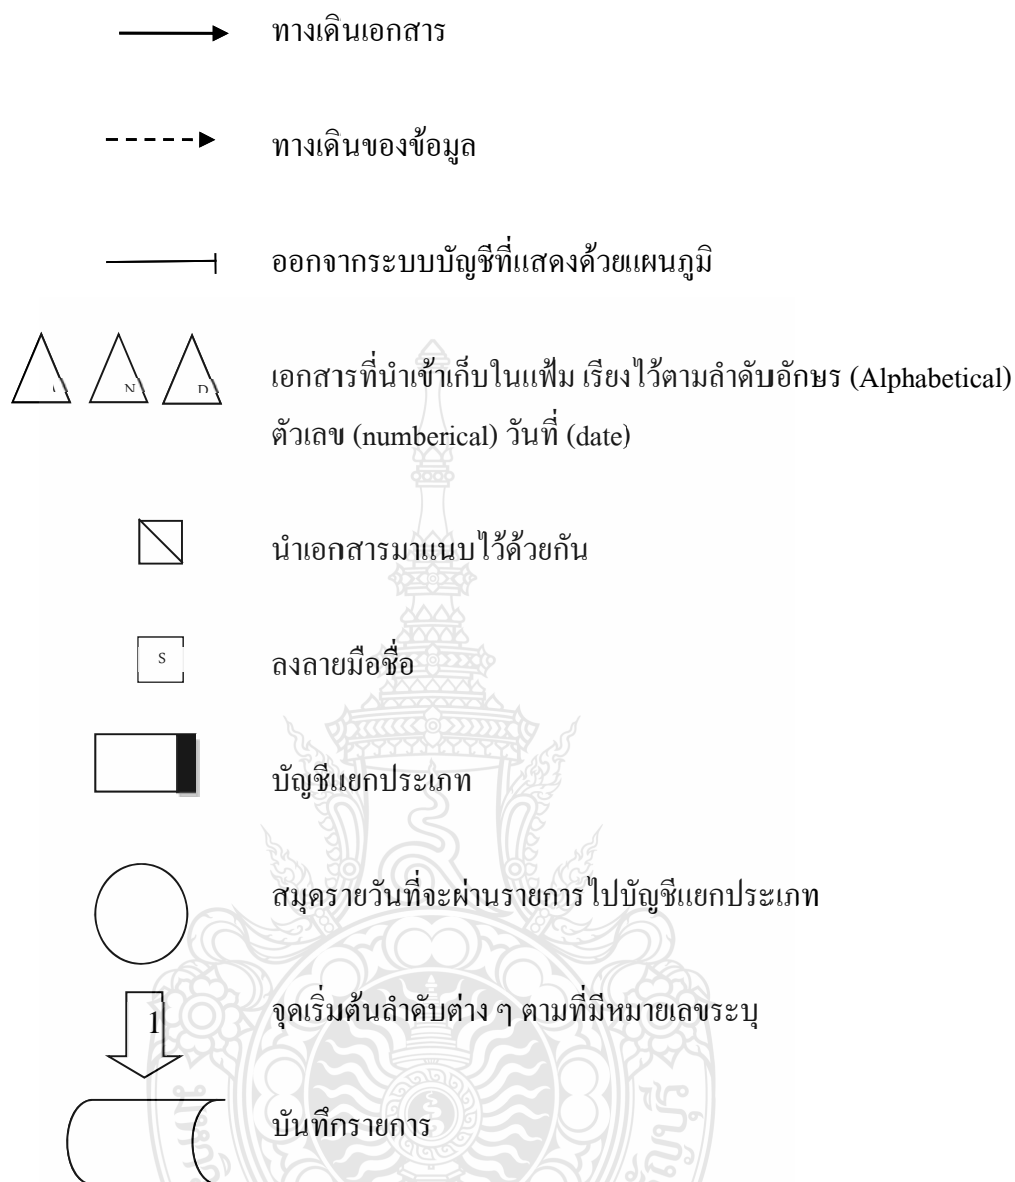 ทางเดินเอกสาร
ทางเดินของข้อมูล
ออกจากระบบบัญชีที่แสดงด้วยแผนภูมิ
N D เอกสารที่นำเข้าเก็บในแฟ้ม เรียงไว้ตามลำดับอักษร (Alphabetical)
ตัวเลข (numberical) วันที่ (date)
นำเอกสารมาแนบไว้ด้วยกัน
S ลงลายมือชื่อ
บัญชีแยกประเภท
สมุดรายวันที่จะผ่านรายการไปบัญชีแยกประเภท
1 จุดเริ่มต้นลำดับต่าง ๆ ตามที่มีหมายเลขระบุ
บันทึกรายการ